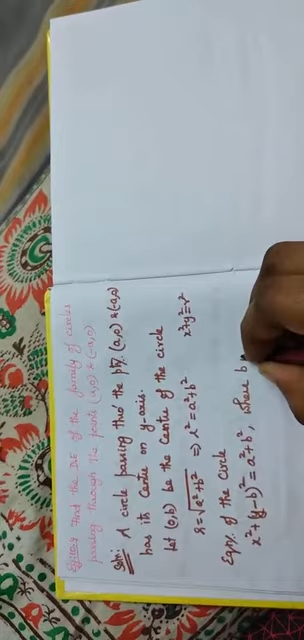 Find the DE of the family of circles
passing through the points (a,0) & (-a,0)
Soln: A circle passing thro the pts. (a,0) & (-a,0)
has its centre on y-axis.
Let (0,b) be the centre of the circle
r = √a²+b² ⇒ r² = a²+b² x²+y²=r²
Eqn. of the circle
x²+(y-b)² = a²+b², where b